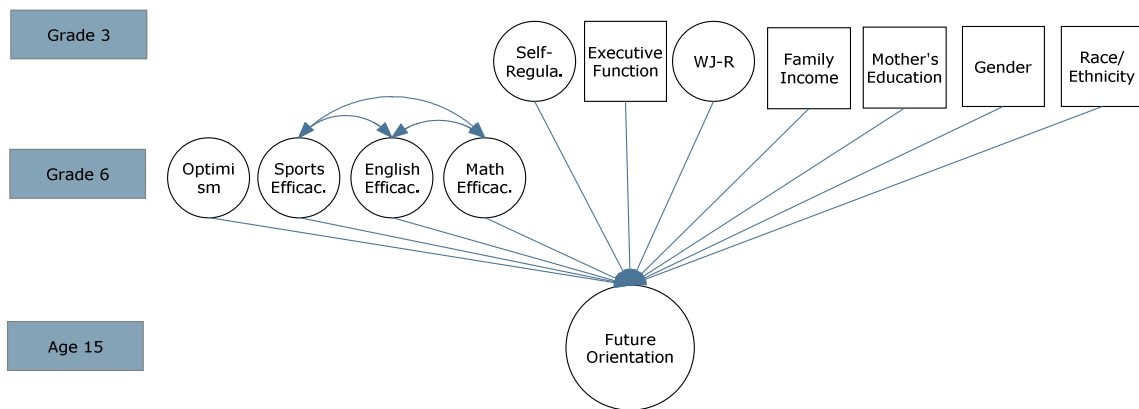 Grade 3
Self-
Regula.
Executive
Function
WJ-R
Family
Income
Mother's
Education
Gender
Race/
Ethnicity
Grade 6
Optimi
sm
Sports
Efficac.
English
Efficac.
Math
Efficac.
Age 15
Future
Orientation